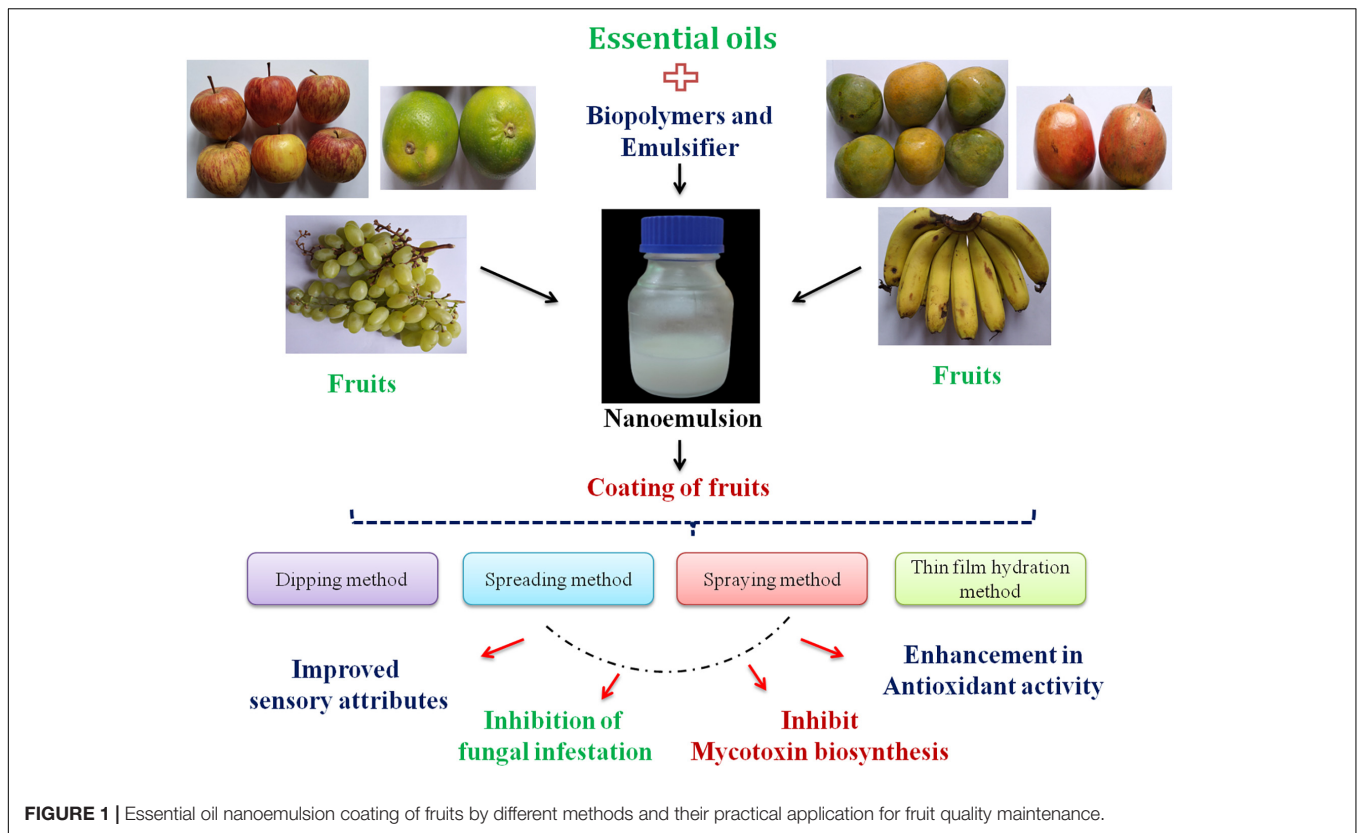 Essential oils
Biopolymers and
Emulsifier
Fruits
Fruits
Nanoemulsion
Coating of fruits
Dipping method
Spreading method
Spraying method
Thin film hydration
method
Improved
sensory attributes
Inhibition of
fungal infestation
Inhibit
Mycotoxin biosynthesis
Enhancement in
Antioxidant activity
FIGURE 1 | Essential oil nanoemulsion coating of fruits by different methods and their practical application for fruit quality maintenance.